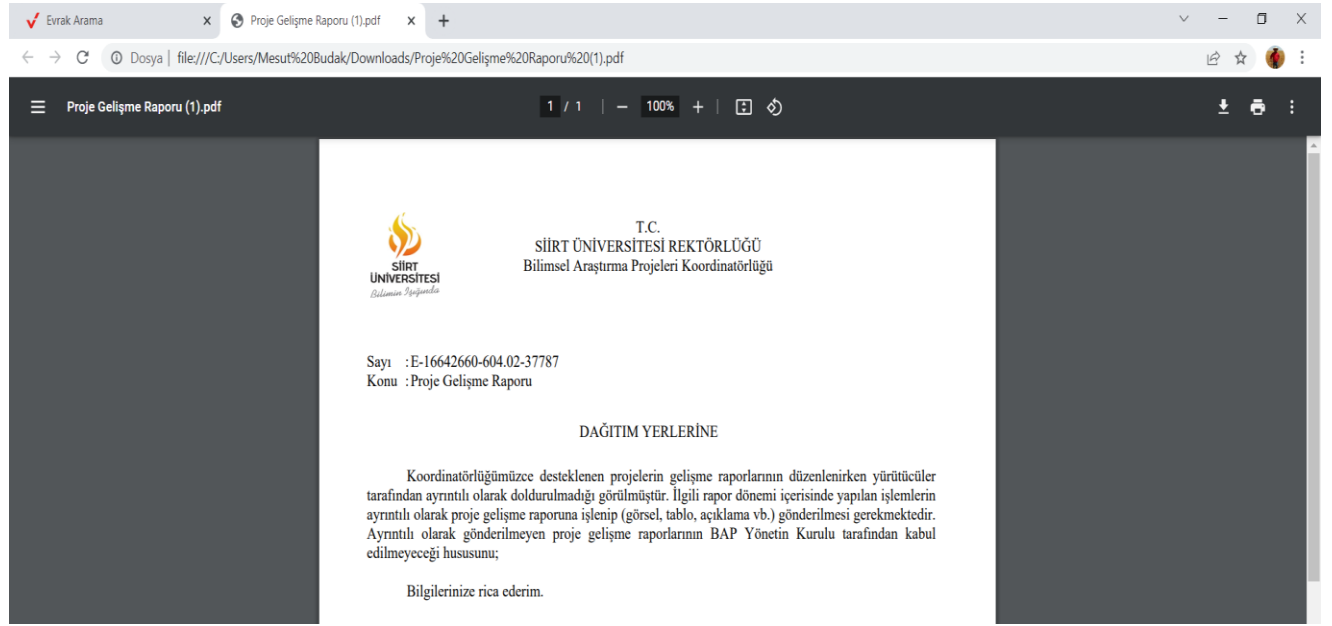 Evrak Arama
Proje Gelişme Raporu (1).pdf
Dosya | file:///C:/Users/Mesut%20Budak/Downloads/Proje%20Gelişme%20Raporu%20(1).pdf
Proje Gelişme Raporu (1).pdf
1 / 1 | − 100% + |
SİİRT
ÜNİVERSİTESİ
Bilimin Işığında
T.C.
SİİRT ÜNİVERSİTESİ REKTÖRLÜĞÜ
Bilimsel Araştırma Projeleri Koordinatörlüğü
Sayı : E-16642660-604.02-37787
Konu : Proje Gelişme Raporu
DAĞITIM YERLERİNE
Koordinatörlüğümüzce desteklenen projelerin gelişme raporlarının düzenlenirken yürütücüler
tarafından ayrıntılı olarak doldurulmadığı görülmüştür. İlgili rapor dönemi içerisinde yapılan işlemlerin
ayrıntılı olarak proje gelişme raporuna işlenip (görsel, tablo, açıklama vb.) gönderilmesi gerekmektedir.
Ayrıntılı olarak gönderilmeyen proje gelişme raporlarının BAP Yönetin Kurulu tarafından kabul
edilmeyeceği hususunu;
Bilgilerinize rica ederim.